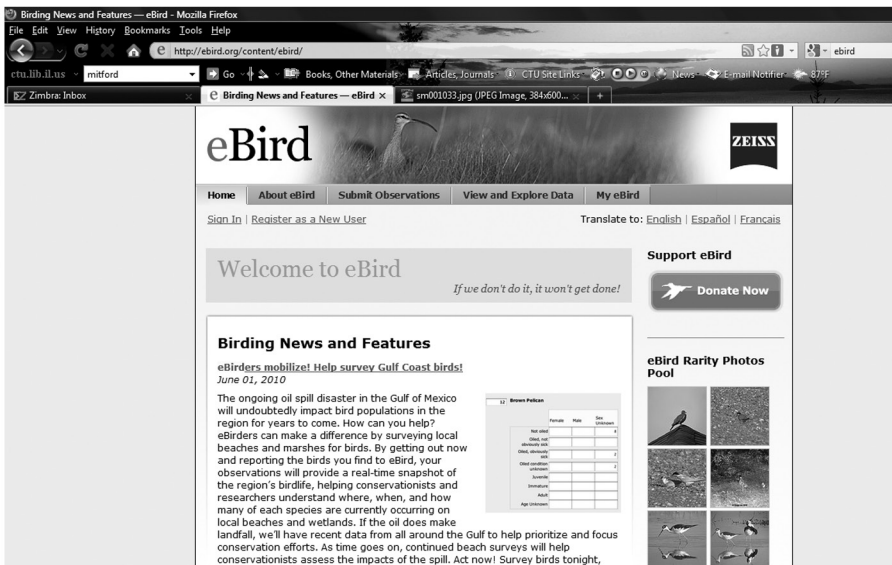 Birding News and Features — eBird - Mozilla Firefox
File Edit View History Bookmarks Tools Help
http://ebird.org/content/ebird/
ebird
ctu.lib.il.us
mitford
Go
Books, Other Materials
Articles, Journals
CTU Site Links
News
E-mail Notifier
87°F
Zimbra: Inbox
Birding News and Features — eBird
sm001033.jpg (JPEG Image, 384x600...
eBird
ZEISS
Home About eBird Submit Observations View and Explore Data My eBird
Sign In | Register as a New User
Translate to: English | Español | Français
Welcome to eBird
If we don't do it, it won't get done!
Support eBird
Donate Now
Birding News and Features
eBirders mobilize! Help survey Gulf Coast birds!
June 01, 2010
The ongoing oil spill disaster in the Gulf of Mexico
will undoubtedly impact bird populations in the
region for years to come. How can you help?
eBirders can make a difference by surveying local
beaches and marshes for birds. By getting out now
and reporting the birds you find to eBird, your
observations will provide a real-time snapshot of
the region's birdlife, helping conservationists and
researchers understand where, when, and how
many of each species are currently occurring on
local beaches and wetlands. If the oil does make
landfall, we'll have recent data from all around the Gulf to help prioritize and focus
conservation efforts. As time goes on, continued beach surveys will help
conservationists assess the impacts of the spill. Act now! Survey birds tonight,
12 Brown Pelican
Female Male Sex Unknown
Not oiled 8
Oiled, not
obviously sick
Oiled, obviously
sick 2
Oiled condition
unknown 2
Juvenile
Immature
Adult
Age Unknown
eBird Rarity Photos
Pool